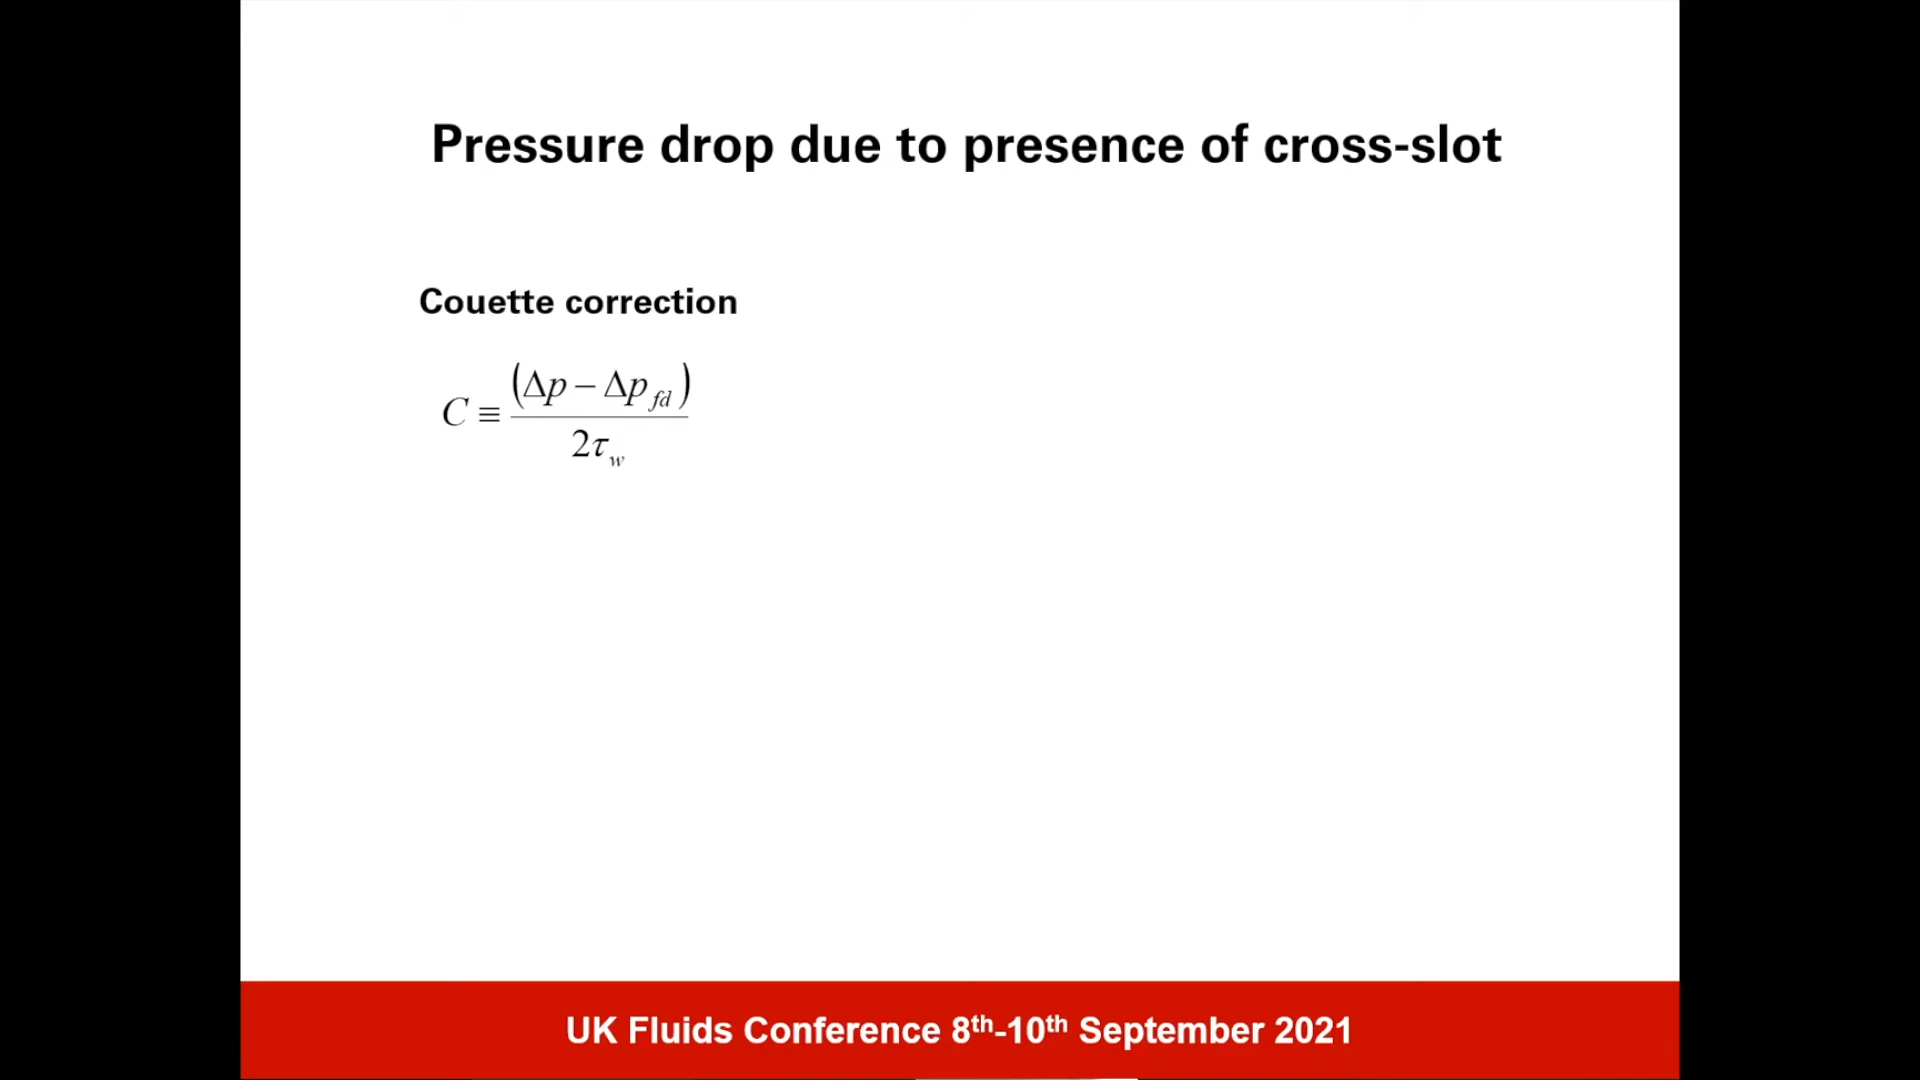 Pressure drop due to presence of cross-slot
Couette correction
C ≡ (Δp − Δp_fd) / 2τ_w
UK Fluids Conference 8th-10th September 2021